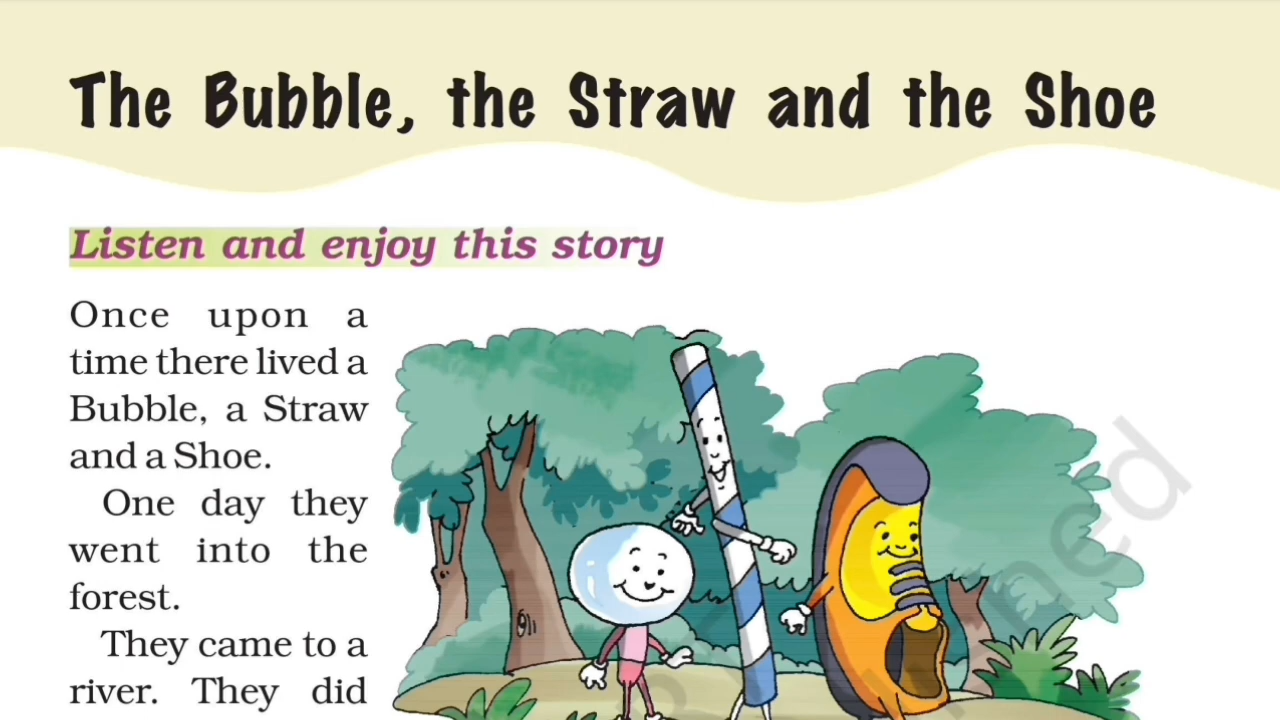 The Bubble, the Straw and the Shoe
Listen and enjoy this story
Once upon a
time there lived a
Bubble, a Straw
and a Shoe.
One day they
went into the
forest.
They came to a
river. They did